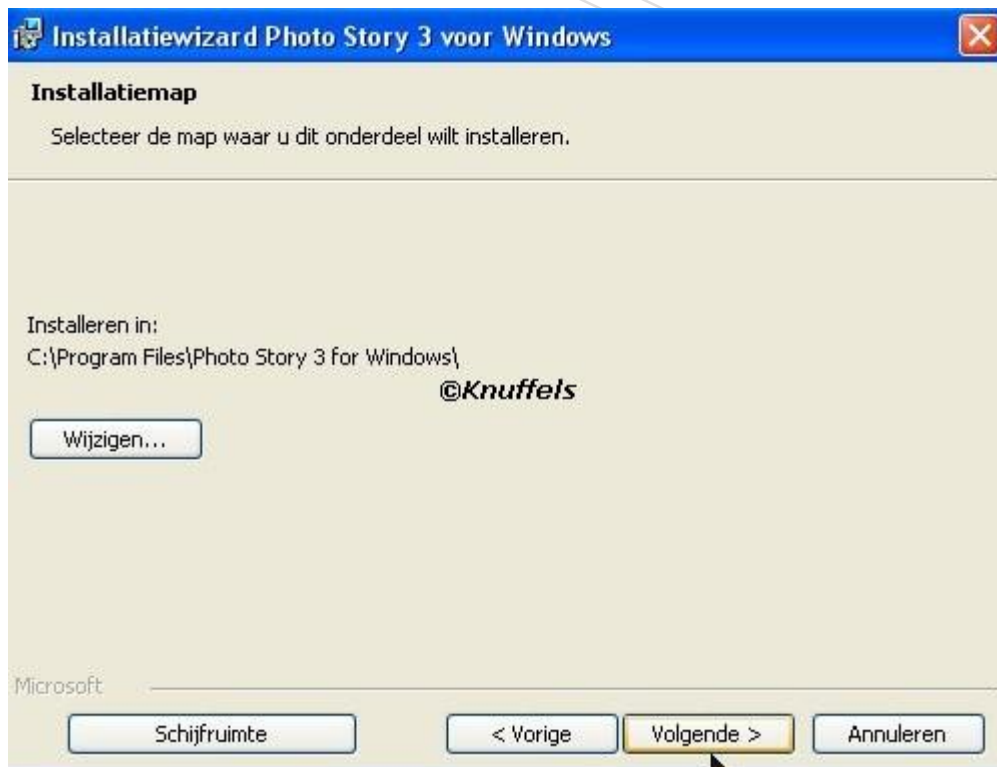 Installatiewizard Photo Story 3 voor Windows
Installatiemap
Selecteer de map waar u dit onderdeel wilt installeren.
Installeren in:
C:\Program Files\Photo Story 3 for Windows\
©Knuffels
Wijzigen...
Microsoft
Schijfruimte
< Vorige
Volgende >
Annuleren